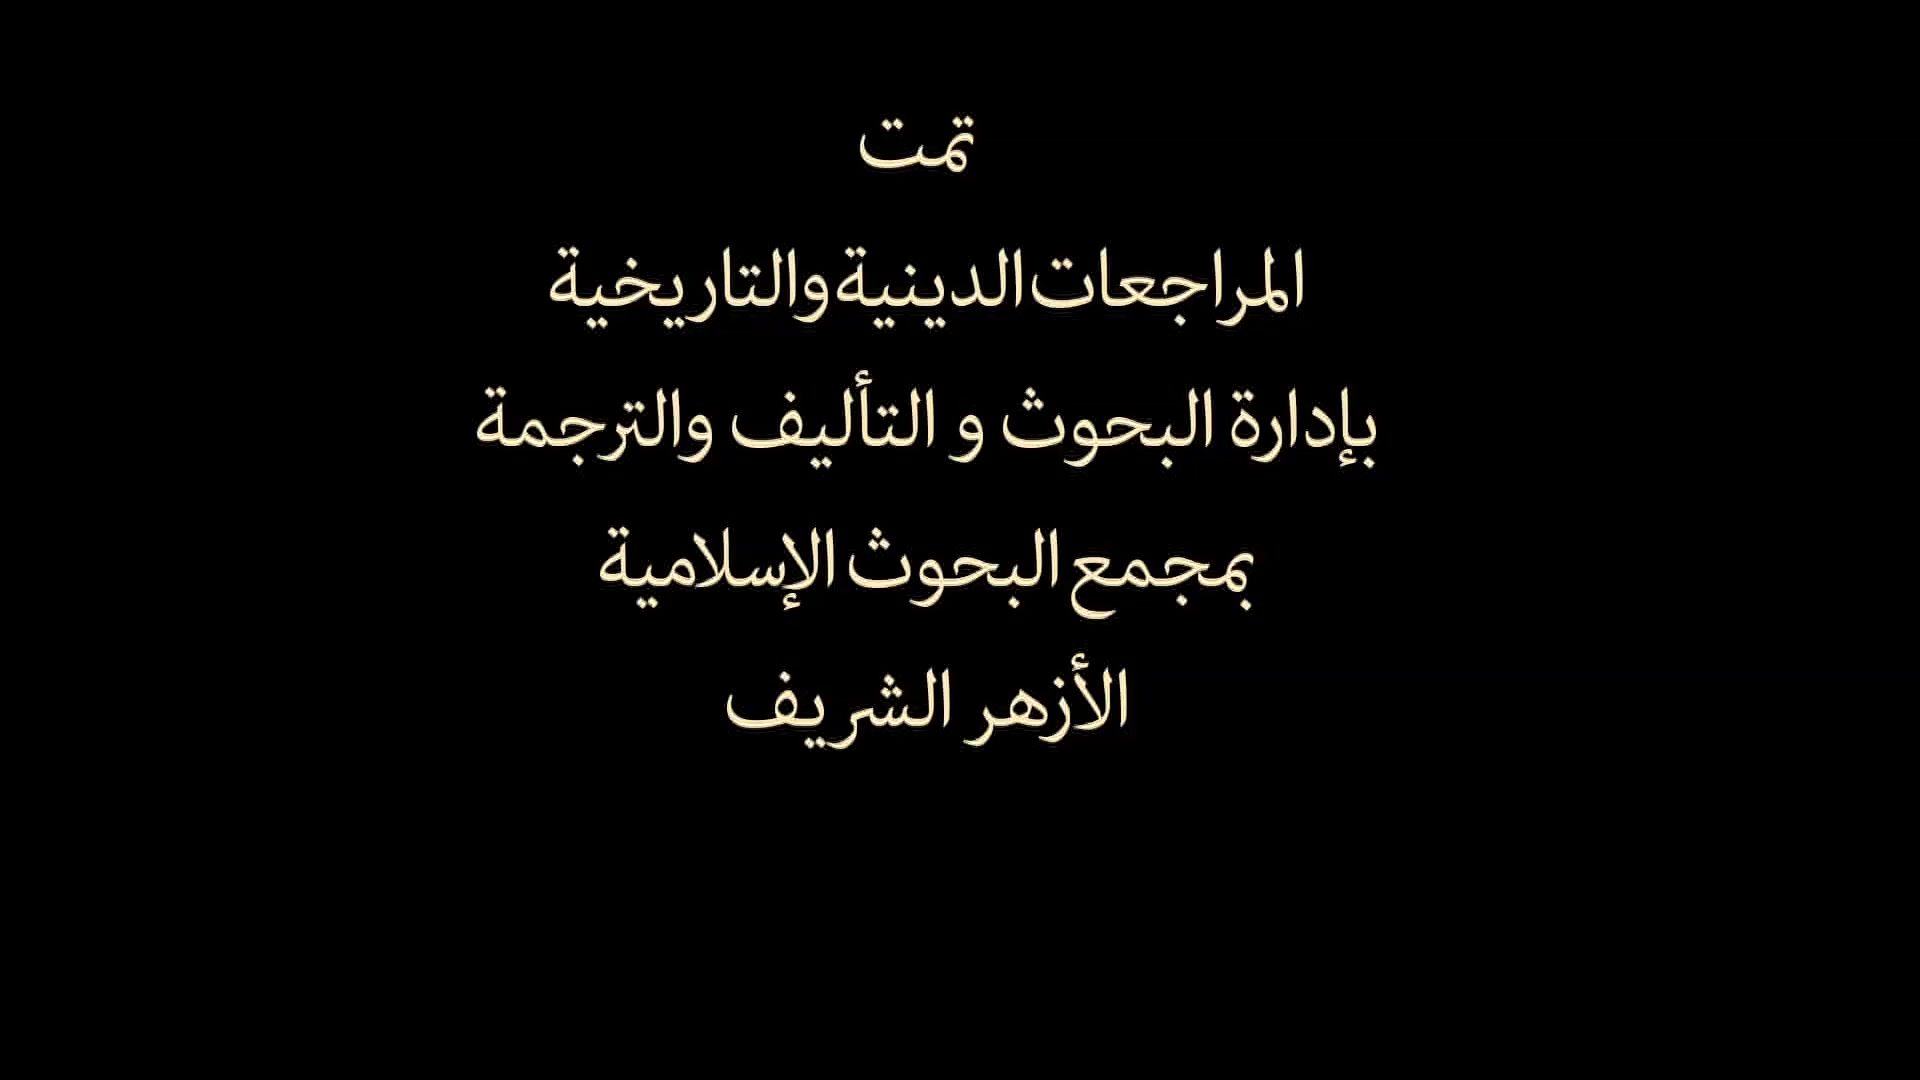 تمت
المراجعات الدينية والتاريخية
بإدارة البحوث و التأليف والترجمة
بمجمع البحوث الإسلامية
الأزهر الشريف